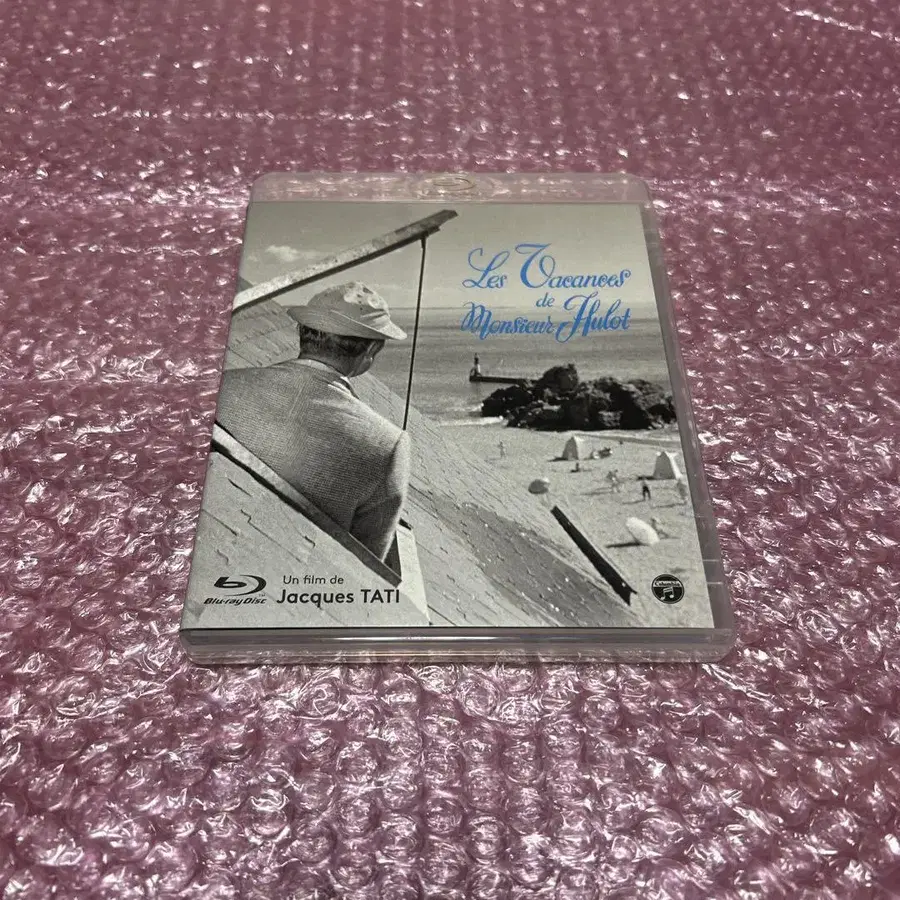 Les Vacances
de
Monsieur Hulot
Blu-ray Disc
Un film de
Jacques TATI